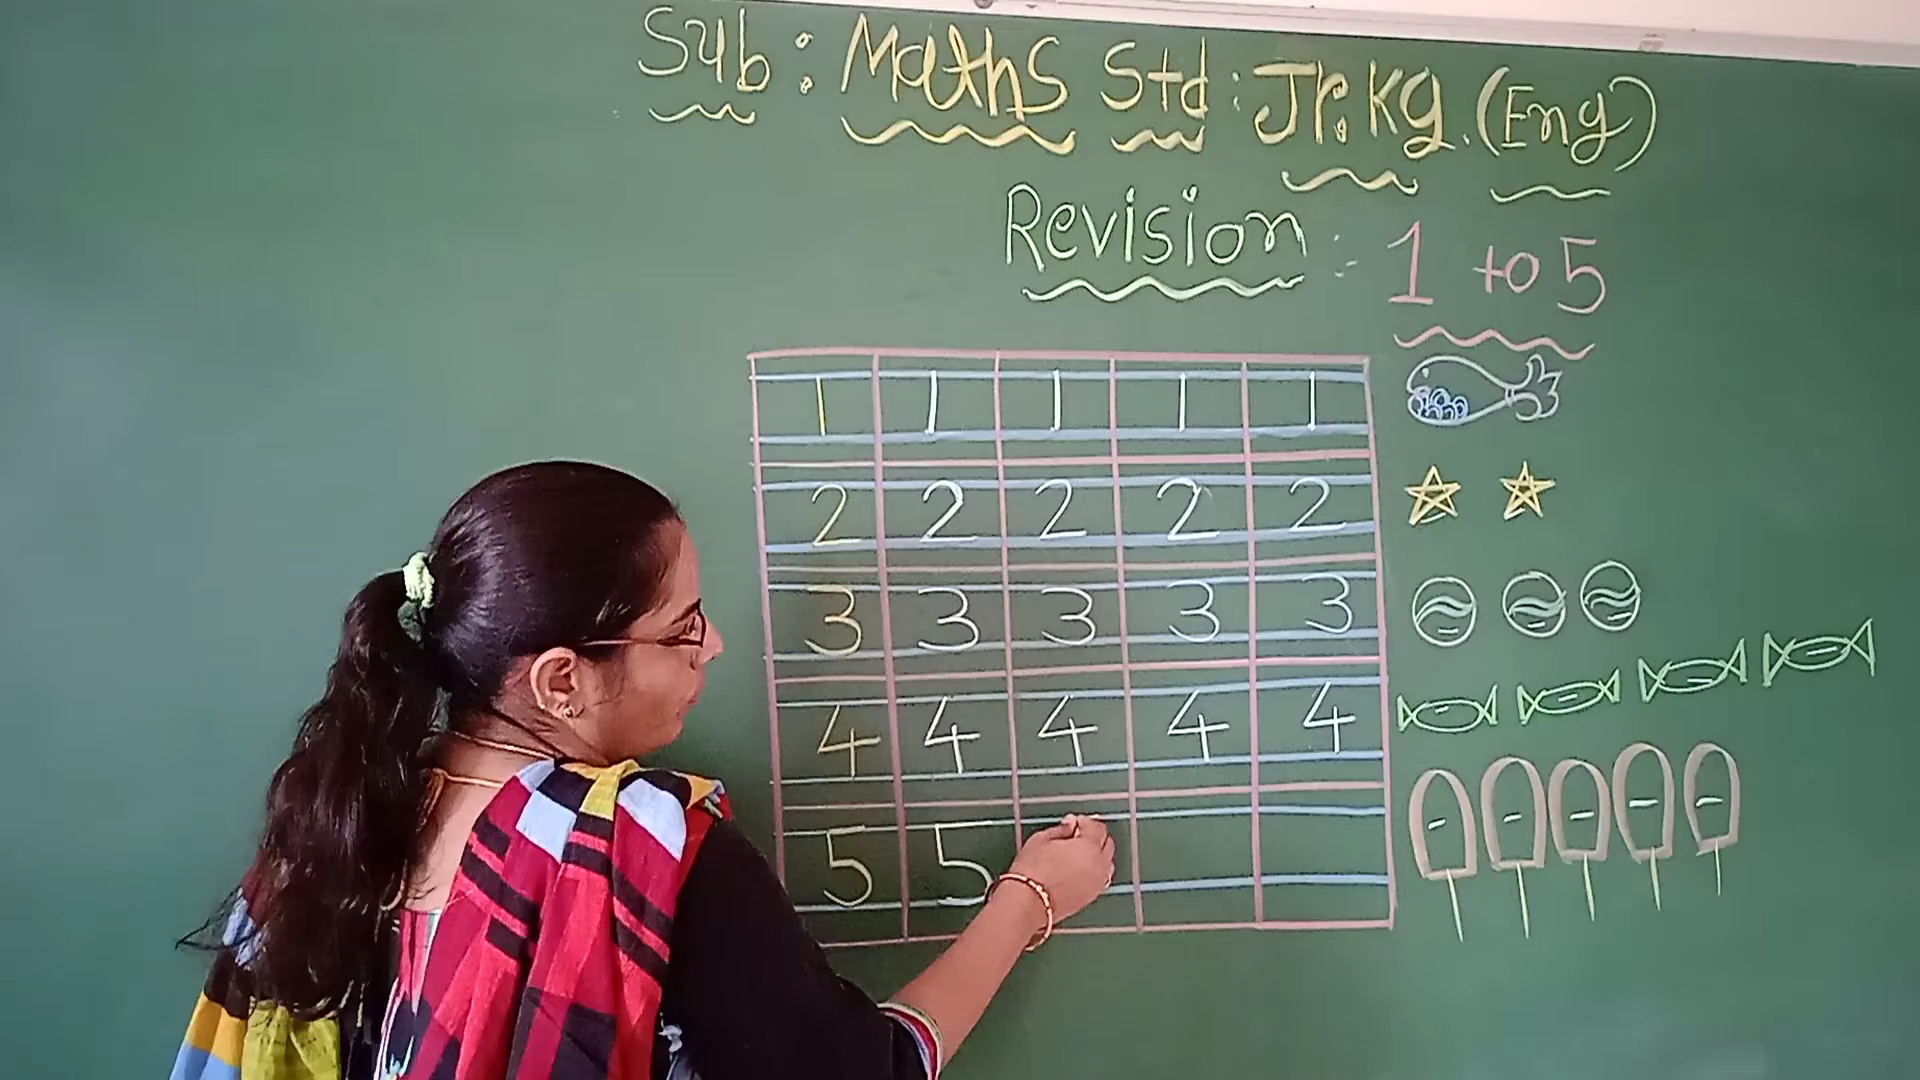 Sub : Maths Std : Jr. Kg. (Eng)
Revision :- 1 to 5
1 1 1 1 1
2 2 2 2 2
3 3 3 3 3
4 4 4 4 4
5 5